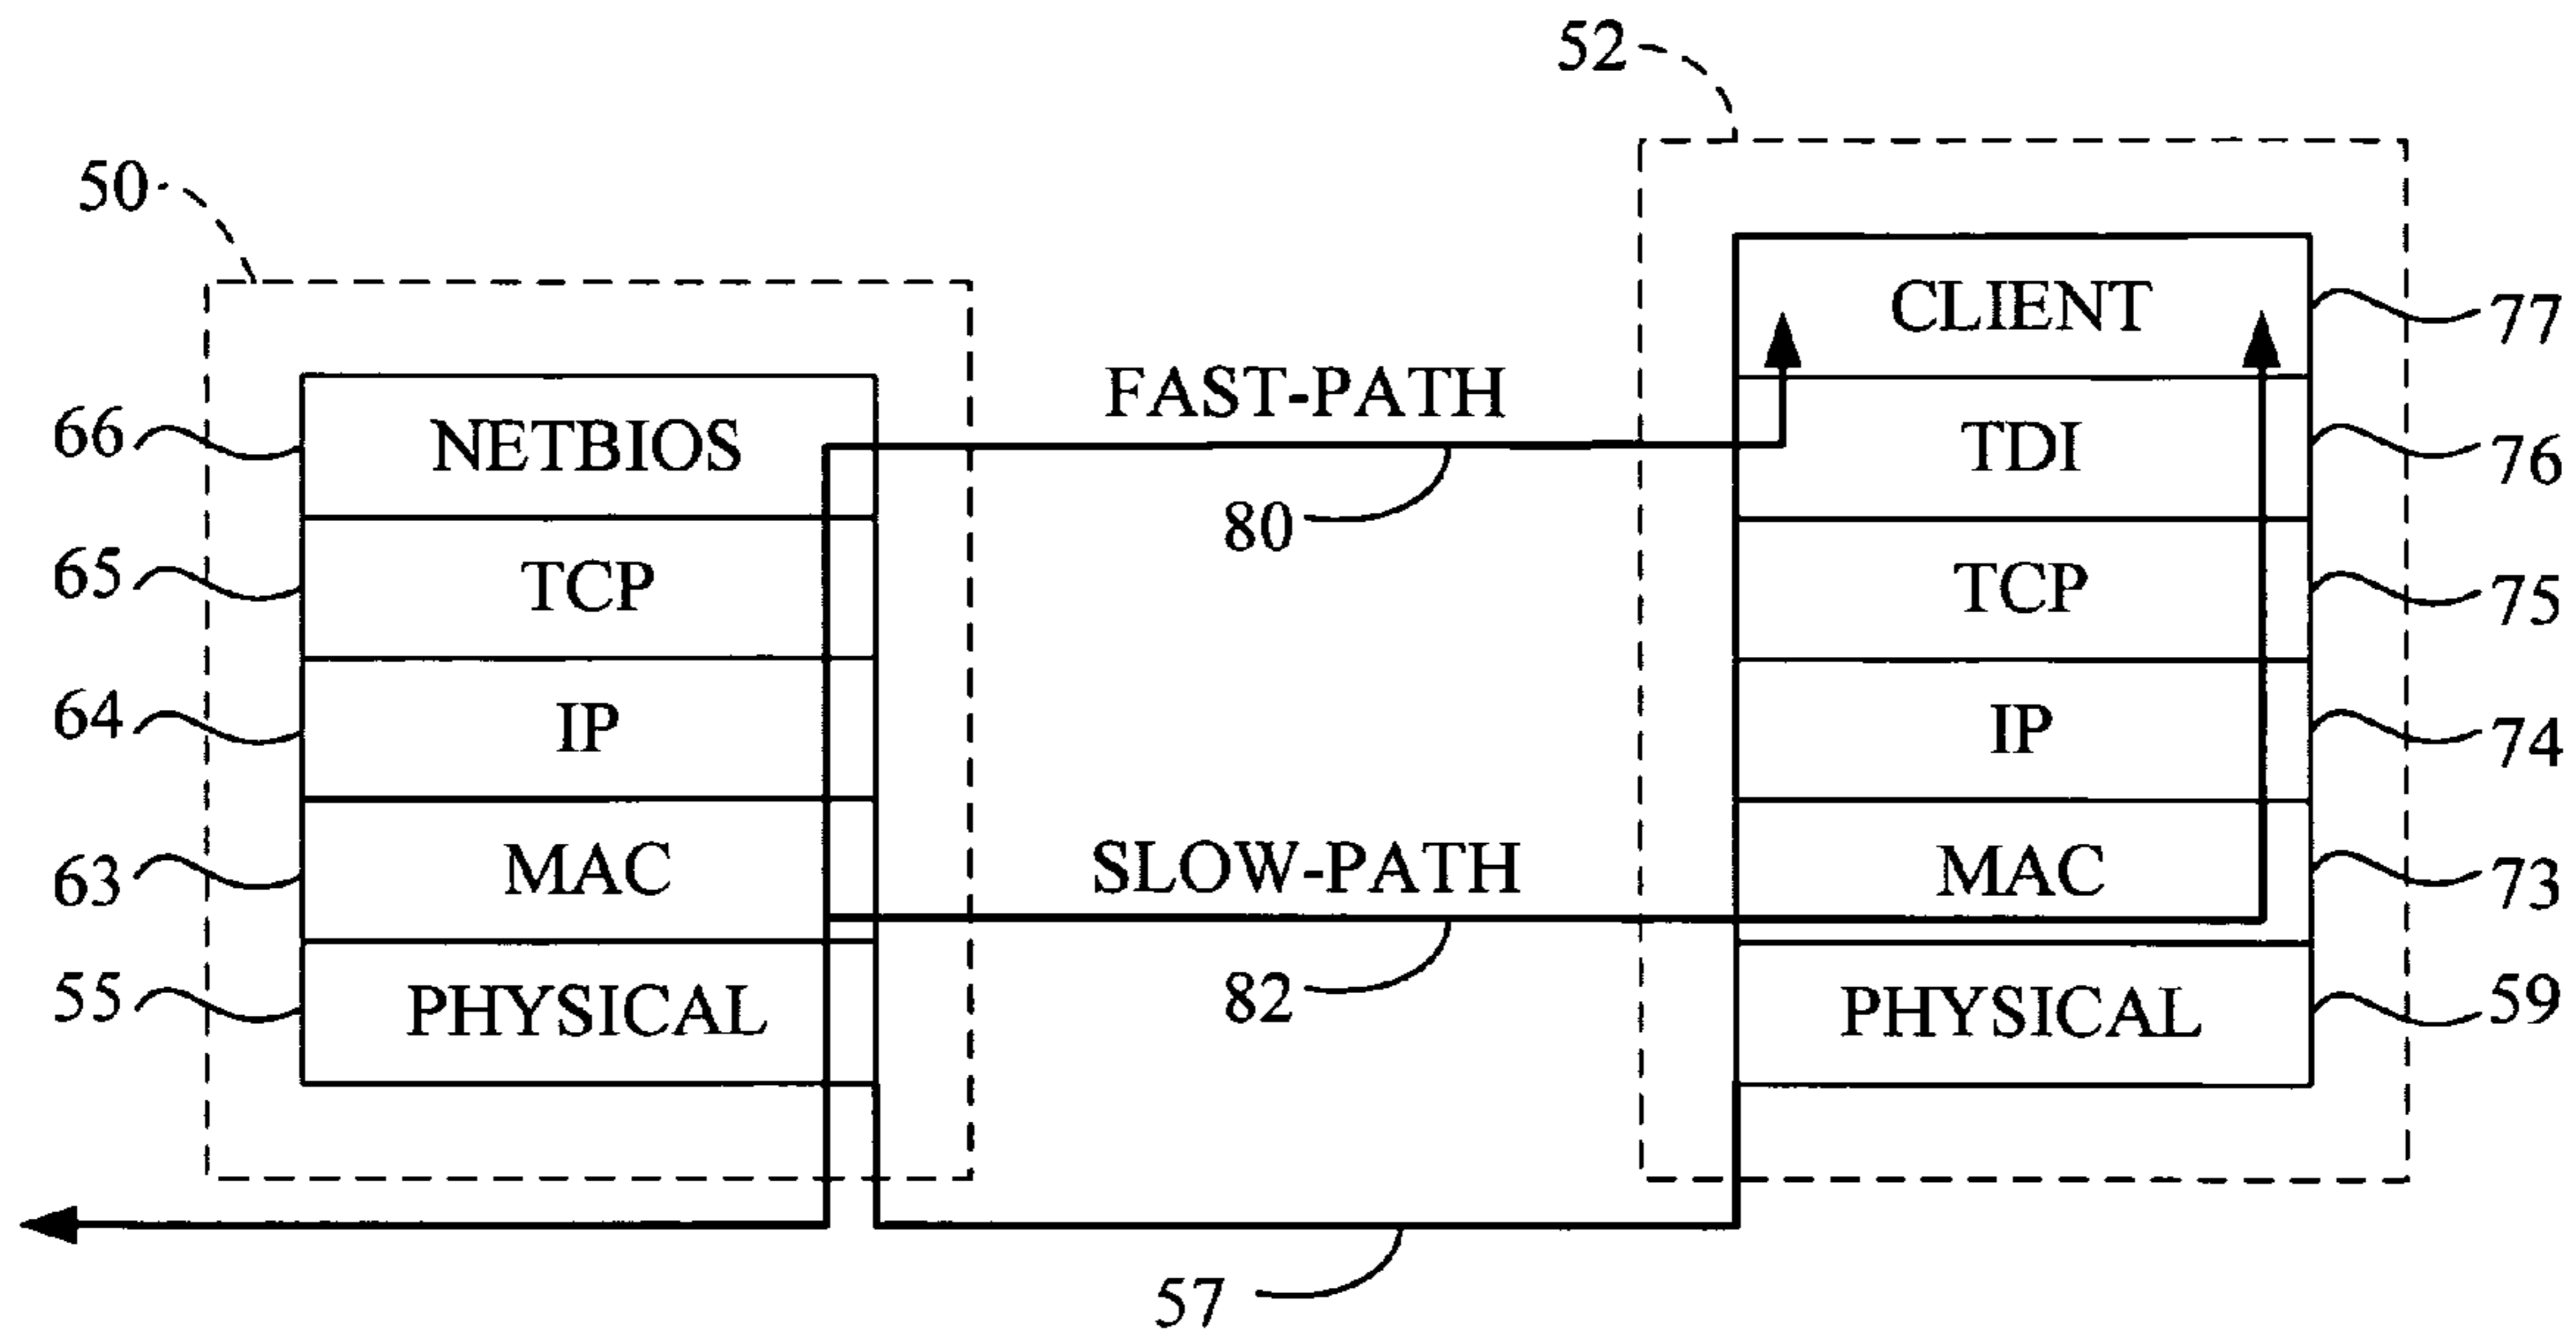 52
50
CLIENT
77
FAST-PATH
66
NETBIOS
TDI
76
80
65
TCP
TCP
75
64
IP
IP
74
SLOW-PATH
63
MAC
MAC
73
55
PHYSICAL
82
PHYSICAL
59
57